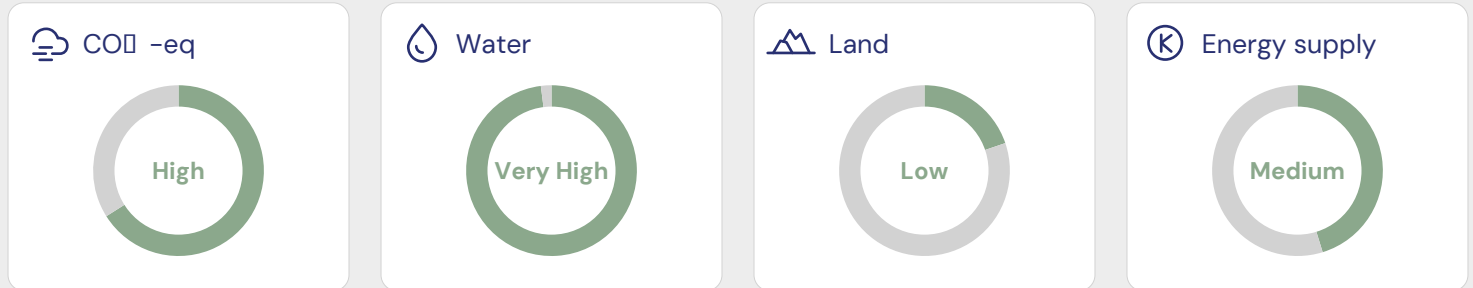 CO▯ -eq
Water
Land
Energy supply
High
Very High
Low
Medium